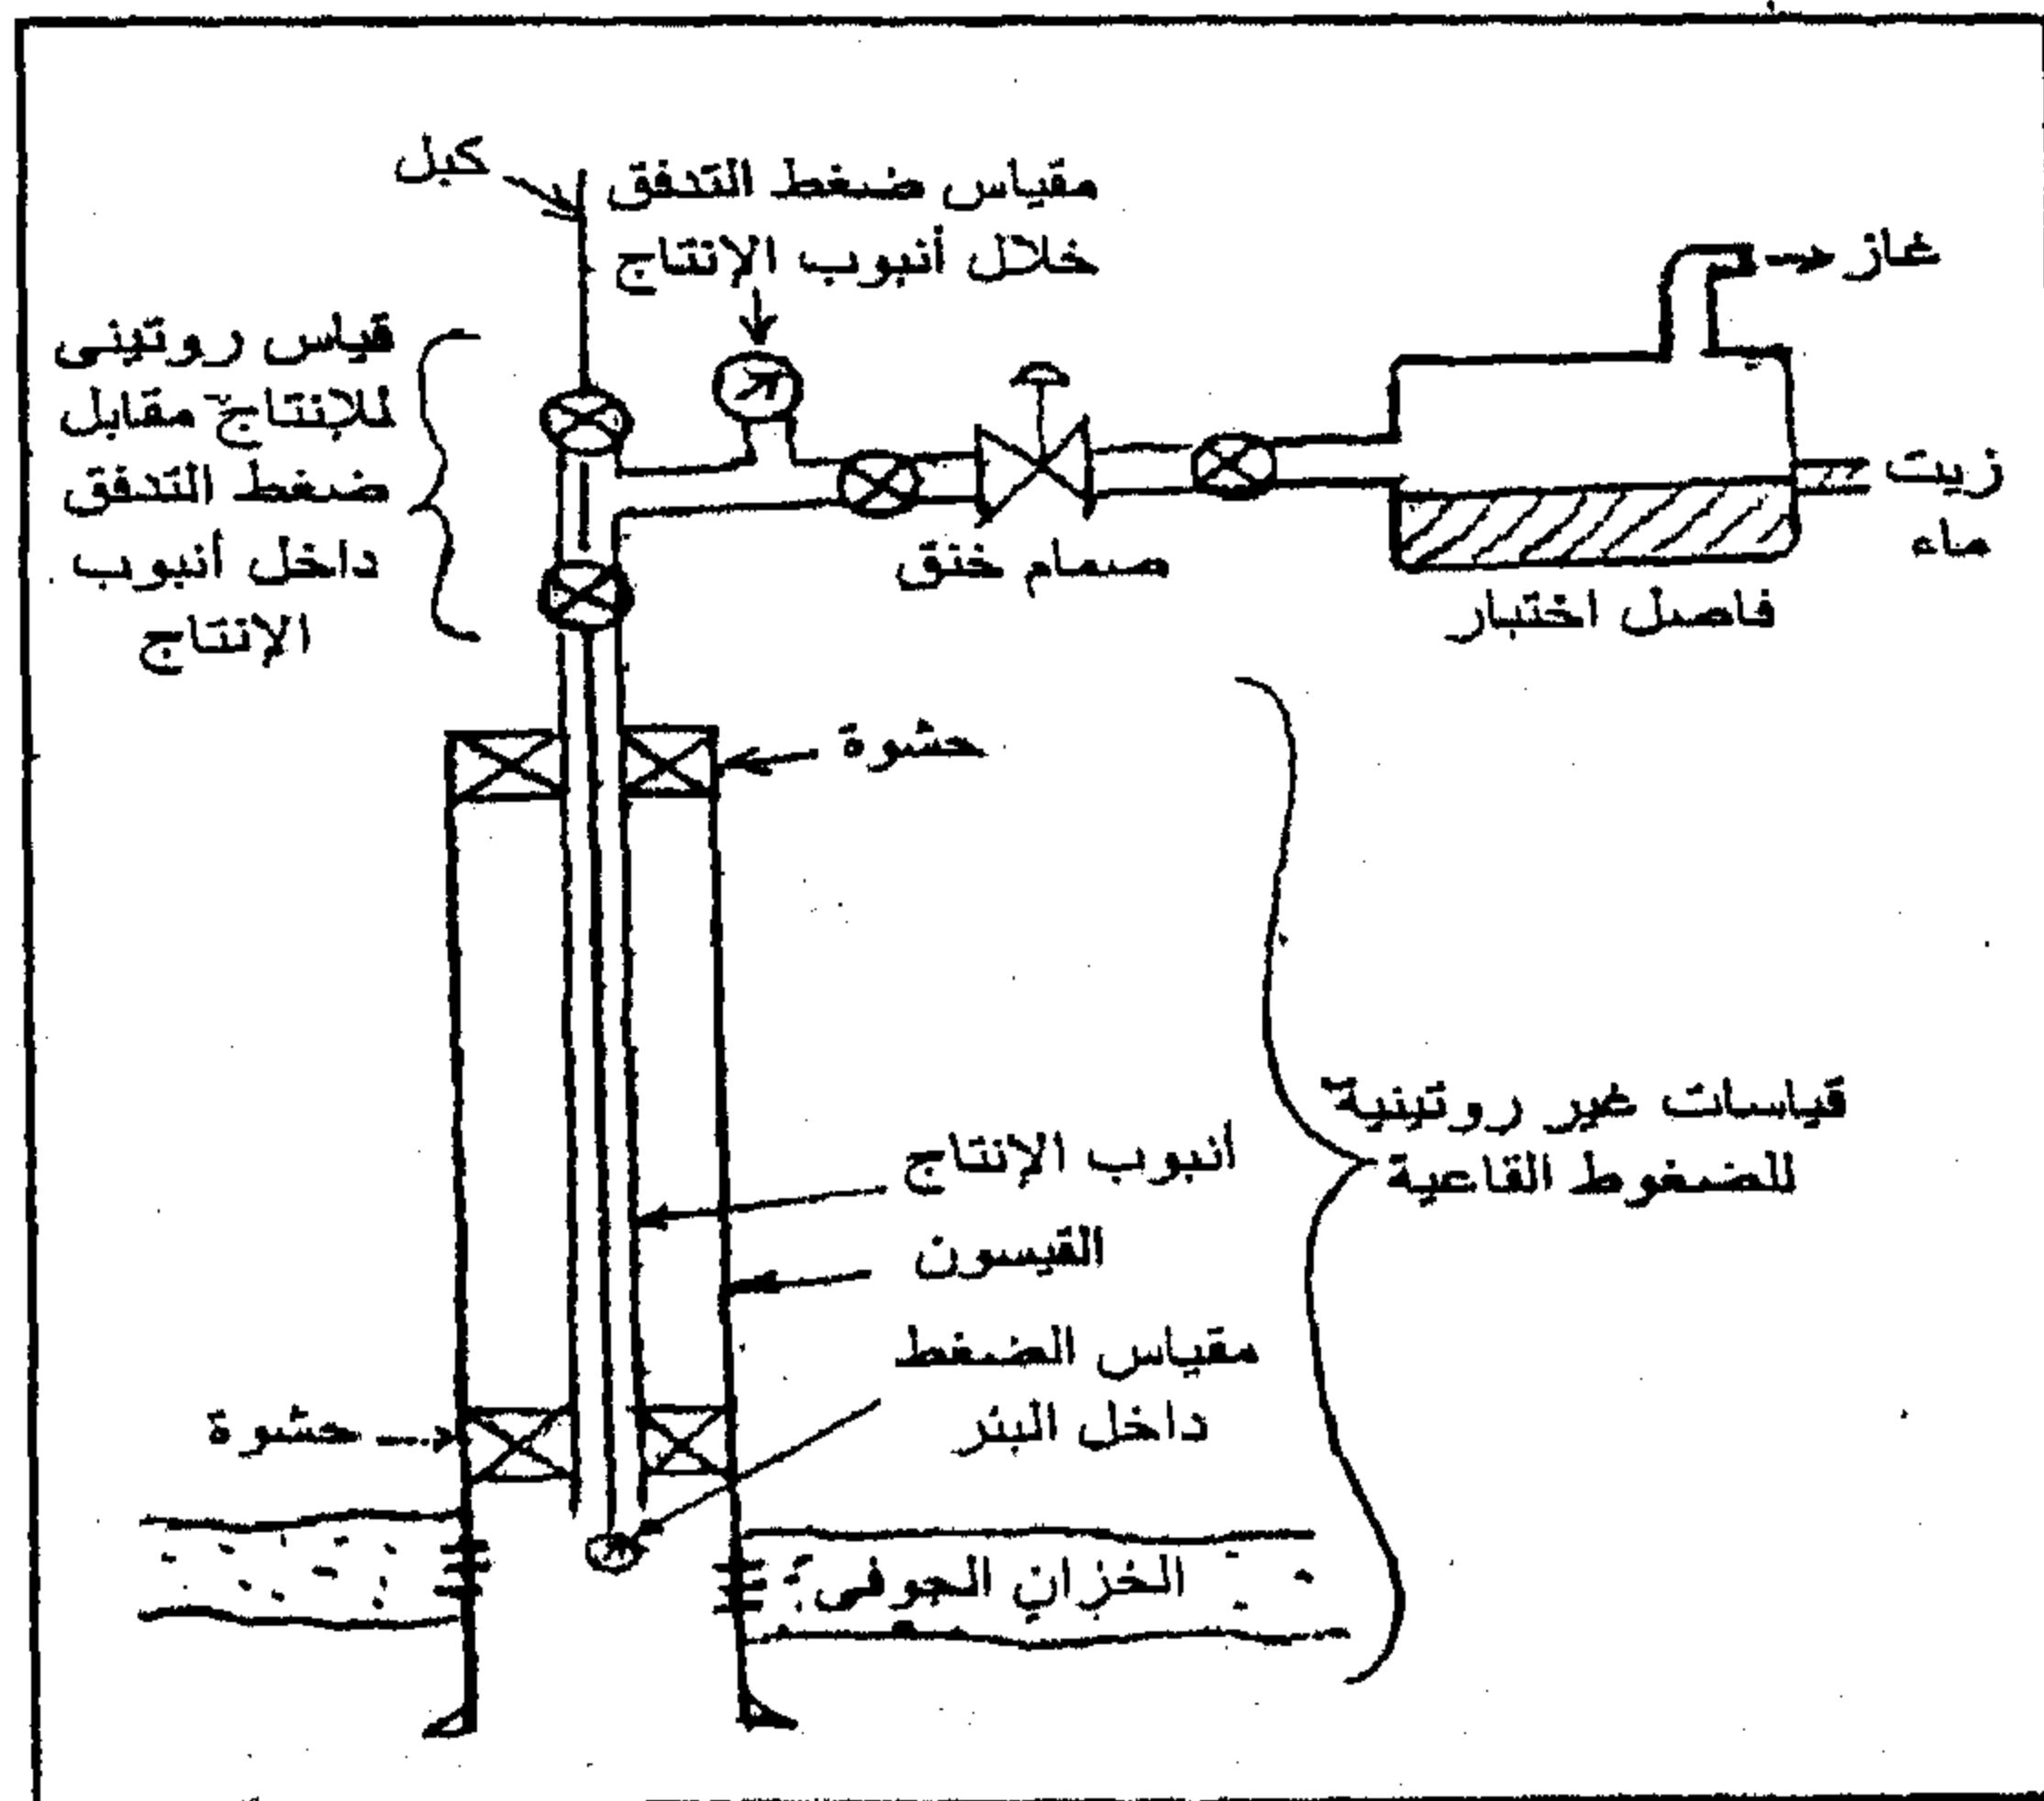 كبل
مقياس ضغط التدفق
خلال أنبوب الإنتاج
غاز
قياس روتينى
للإنتاج مقابل
ضغط التدفق
داخل أنبوب
الإنتاج
زيت
ماء
صمام خنق
فاصل اختبار
حشوة
قياسات غير روتينية
للضغوط القاعية
أنبوب الإنتاج
القيسون
مقياس الضغط
داخل البئر
حشوة
الخزان الجوفى